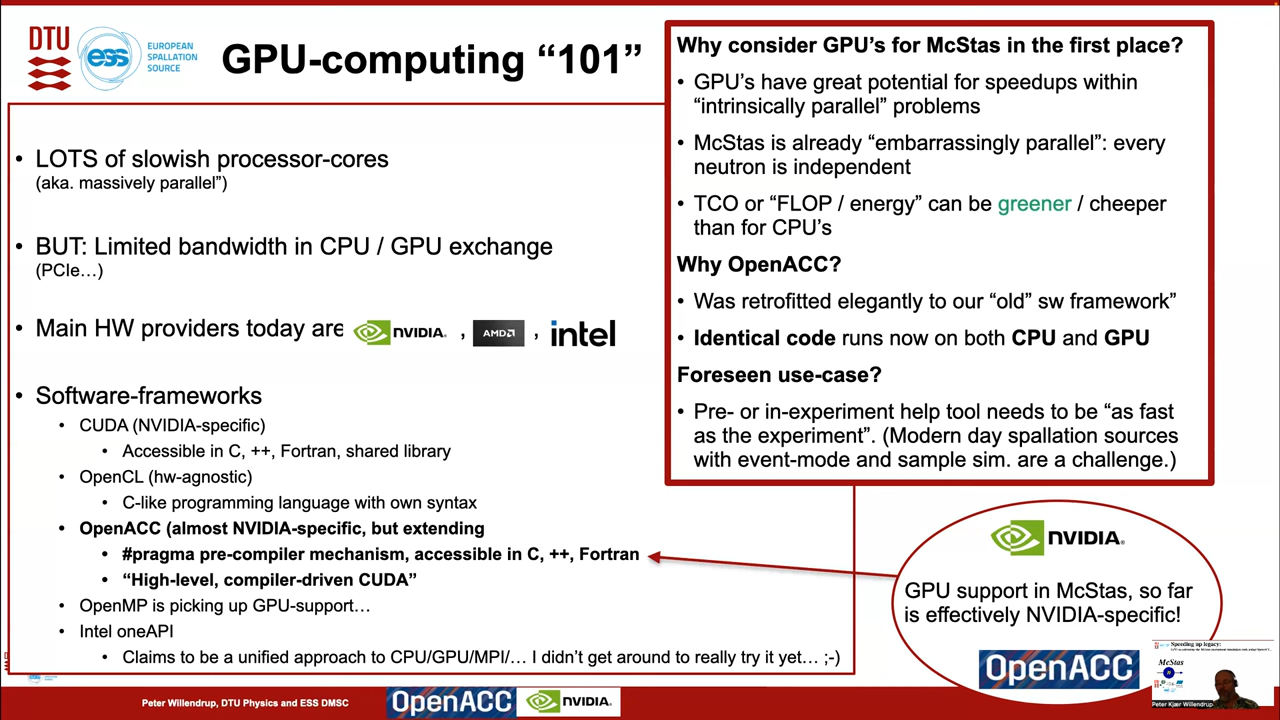 DTU
ess
EUROPEAN
SPALLATION
SOURCE
GPU-computing “101”
• LOTS of slowish processor-cores
(aka. massively parallel”)
• BUT: Limited bandwidth in CPU / GPU exchange
(PCIe…)
• Main HW providers today are NVIDIA. , AMD , intel
• Software-frameworks
• CUDA (NVIDIA-specific)
• Accessible in C, ++, Fortran, shared library
• OpenCL (hw-agnostic)
• C-like programming language with own syntax
• OpenACC (almost NVIDIA-specific, but extending
• #pragma pre-compiler mechanism, accessible in C, ++, Fortran
• “High-level, compiler-driven CUDA”
• OpenMP is picking up GPU-support…
• Intel oneAPI
• Claims to be a unified approach to CPU/GPU/MPI/… I didn’t get around to really try it yet… ;-)
Why consider GPU’s for McStas in the first place?
• GPU’s have great potential for speedups within
“intrinsically parallel” problems
• McStas is already “embarrassingly parallel”: every
neutron is independent
• TCO or “FLOP / energy” can be greener / cheeper
than for CPU’s
Why OpenACC?
• Was retrofitted elegantly to our “old” sw framework”
• Identical code runs now on both CPU and GPU
Foreseen use-case?
• Pre- or in-experiment help tool needs to be “as fast
as the experiment”. (Modern day spallation sources
with event-mode and sample sim. are a challenge.)
NVIDIA.
GPU support in McStas, so far
is effectively NVIDIA-specific!
OpenACC
Speeding up legacy:
McStas
Peter Kjær Willendrup
Peter Willendrup, DTU Physics and ESS DMSC
OpenACC
NVIDIA.